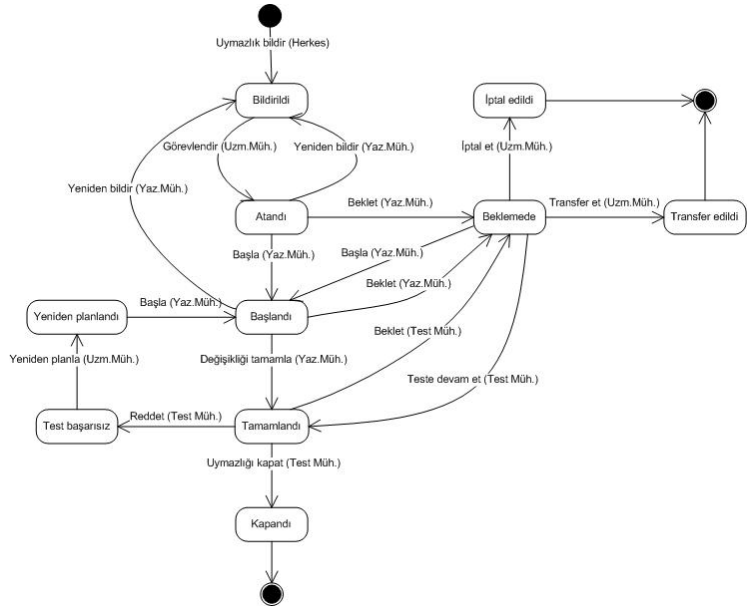 Uymazlık bildir (Herkes)
Bildirildi
İptal edildi
Görevlendir (Uzm.Müh.)
Yeniden bildir (Yaz.Müh.)
İptal et (Uzm.Müh.)
Yeniden bildir (Yaz.Müh.)
Atandı
Beklet (Yaz.Müh.)
Beklemede
Transfer et (Uzm.Müh.)
Transfer edildi
Başla (Yaz.Müh.)
Başla (Yaz.Müh.)
Beklet (Yaz.Müh.)
Yeniden planlandı
Başla (Yaz.Müh.)
Başlandı
Beklet (Test Müh.)
Yeniden planla (Uzm.Müh.)
Değişikliği tamamla (Yaz.Müh.)
Teste devam et (Test Müh.)
Test başarısız
Reddet (Test Müh.)
Tamamlandı
Uymazlığı kapat (Test Müh.)
Kapandı